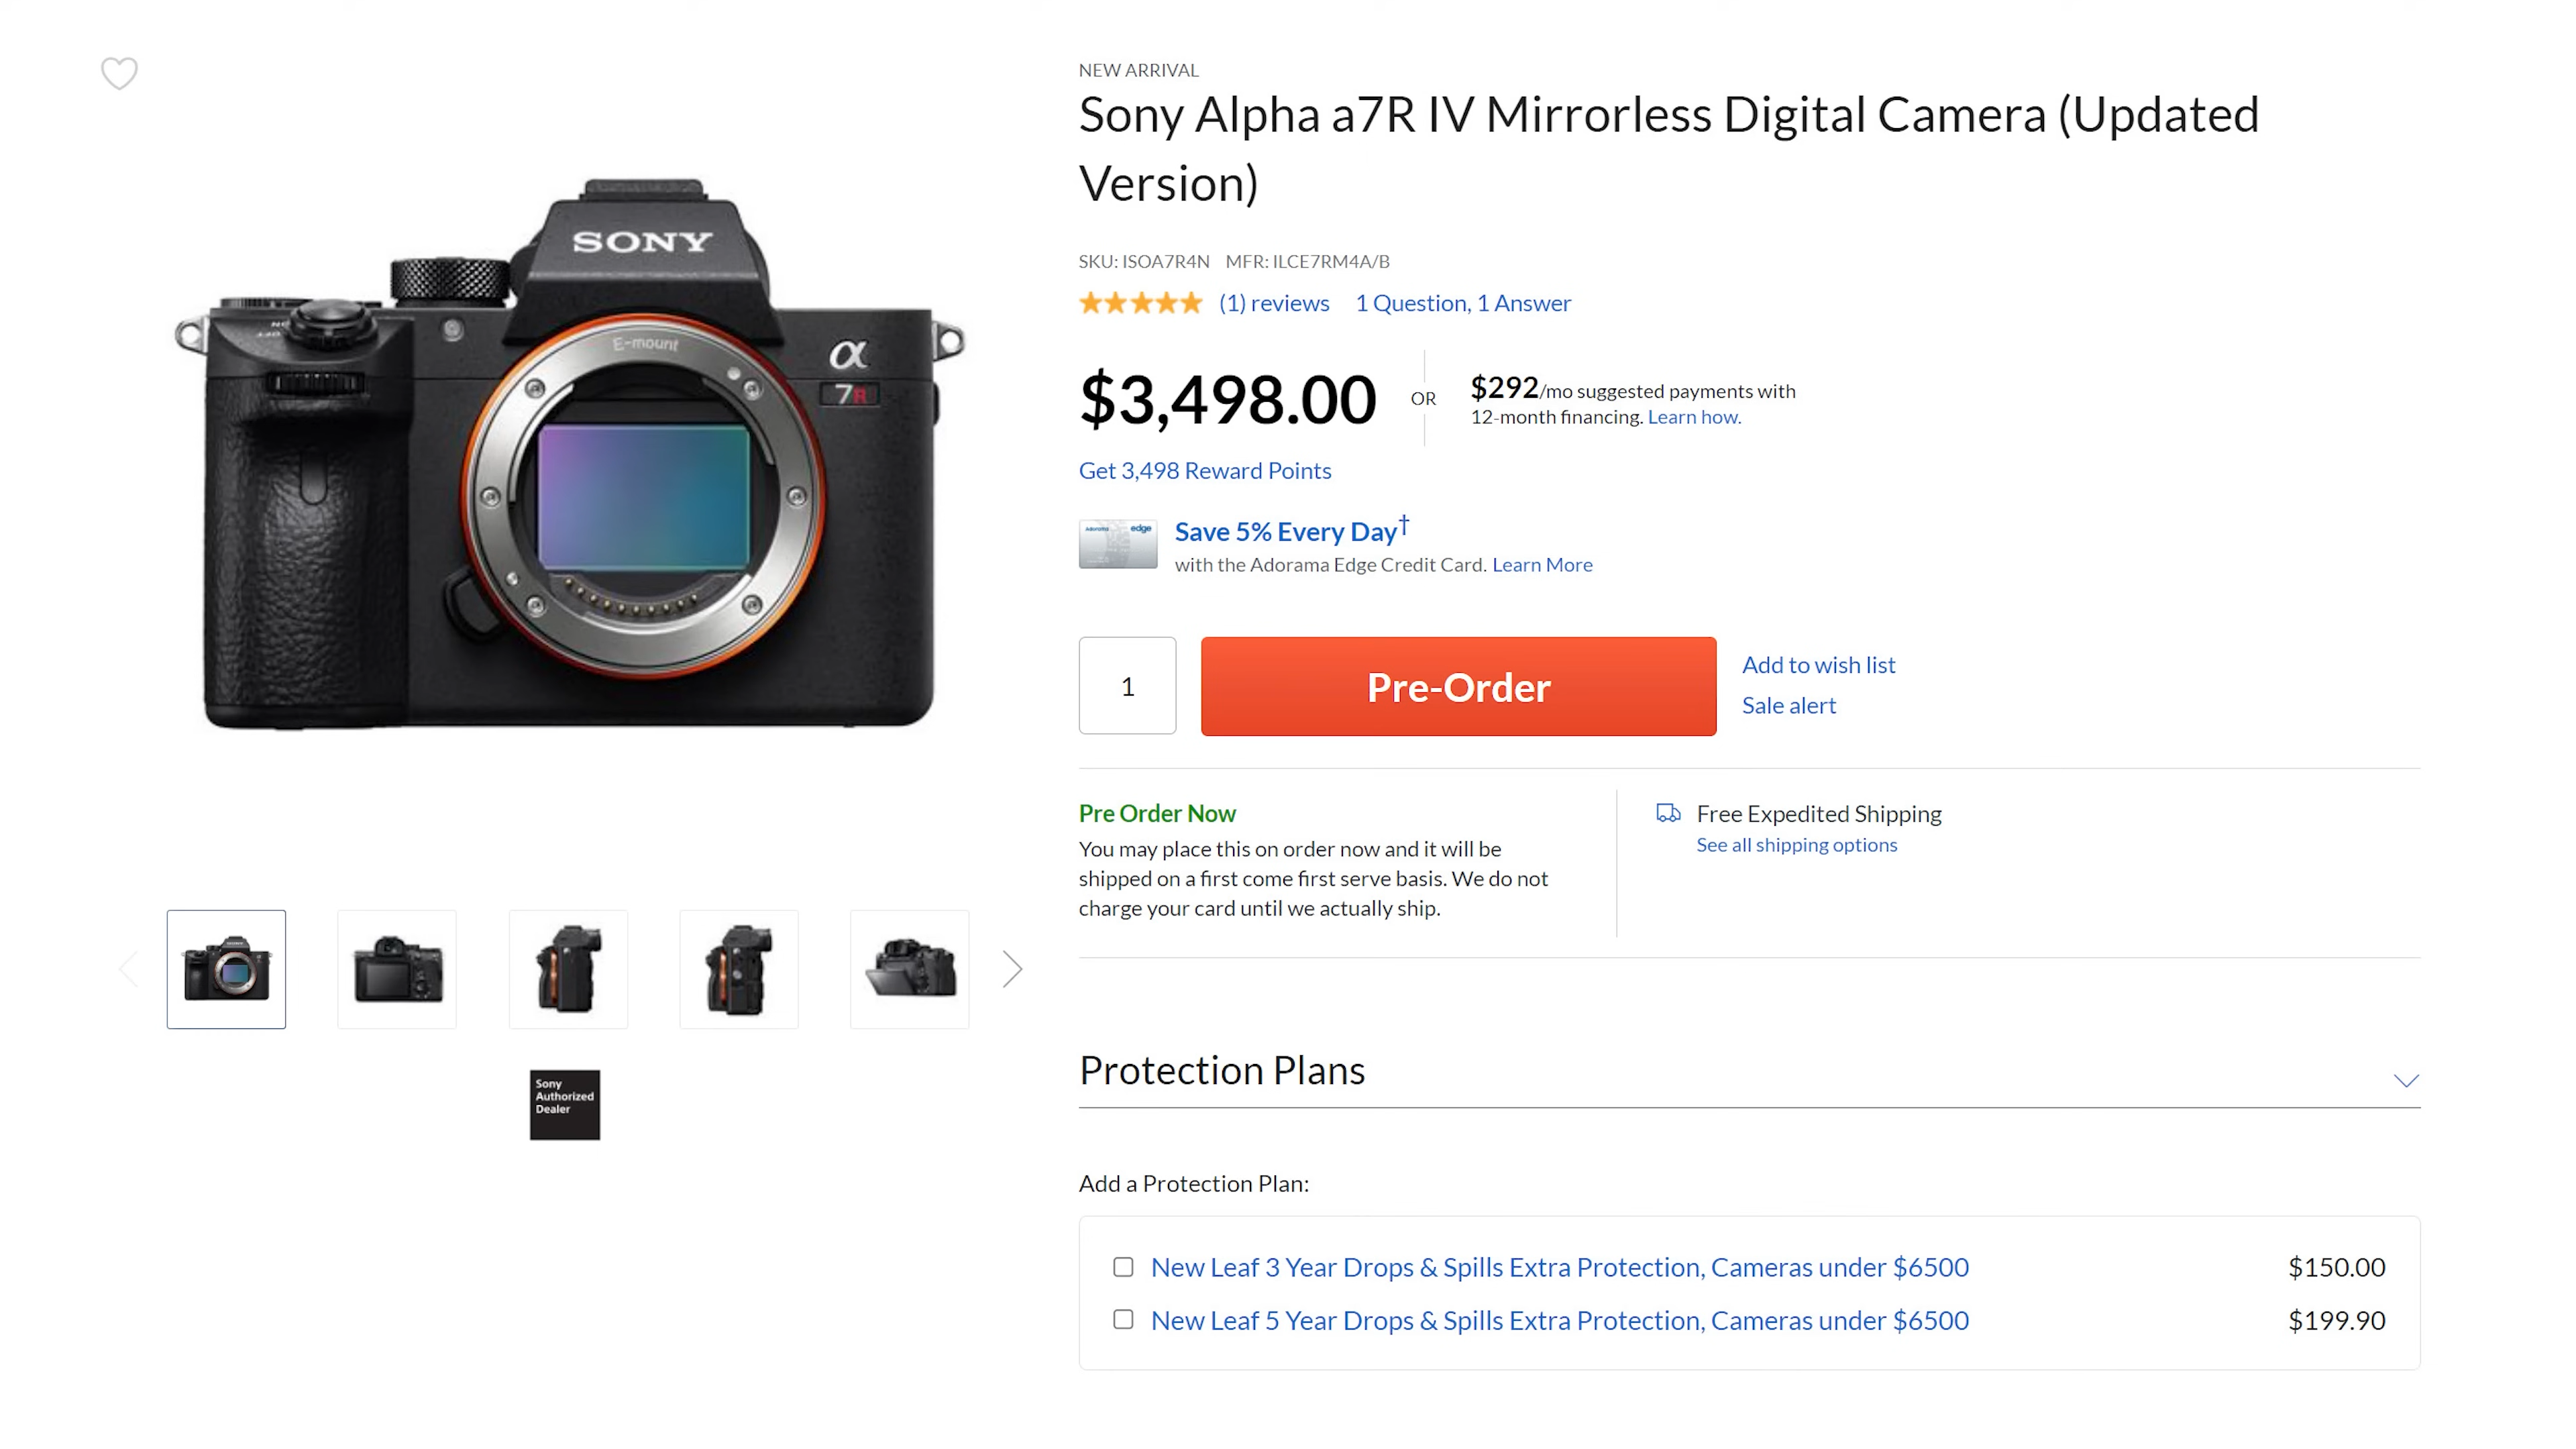 NEW ARRIVAL
Sony Alpha a7R IV Mirrorless Digital Camera (Updated
Version)
SKU: ISOA7R4N MFR: ILCE7RM4A/B
(1) reviews 1 Question, 1 Answer
$3,498.00 OR $292/mo suggested payments with
12-month financing. Learn how.
Get 3,498 Reward Points
Adorama edge
Save 5% Every Day†
with the Adorama Edge Credit Card. Learn More
1 Pre-Order
Add to wish list
Sale alert
Pre Order Now
You may place this on order now and it will be
shipped on a first come first serve basis. We do not
charge your card until we actually ship.
Free Expedited Shipping
See all shipping options
Protection Plans
Add a Protection Plan:
New Leaf 3 Year Drops & Spills Extra Protection, Cameras under $6500 $150.00
New Leaf 5 Year Drops & Spills Extra Protection, Cameras under $6500 $199.90
SONY
E-mount
α
7R
Sony
Authorized
Dealer